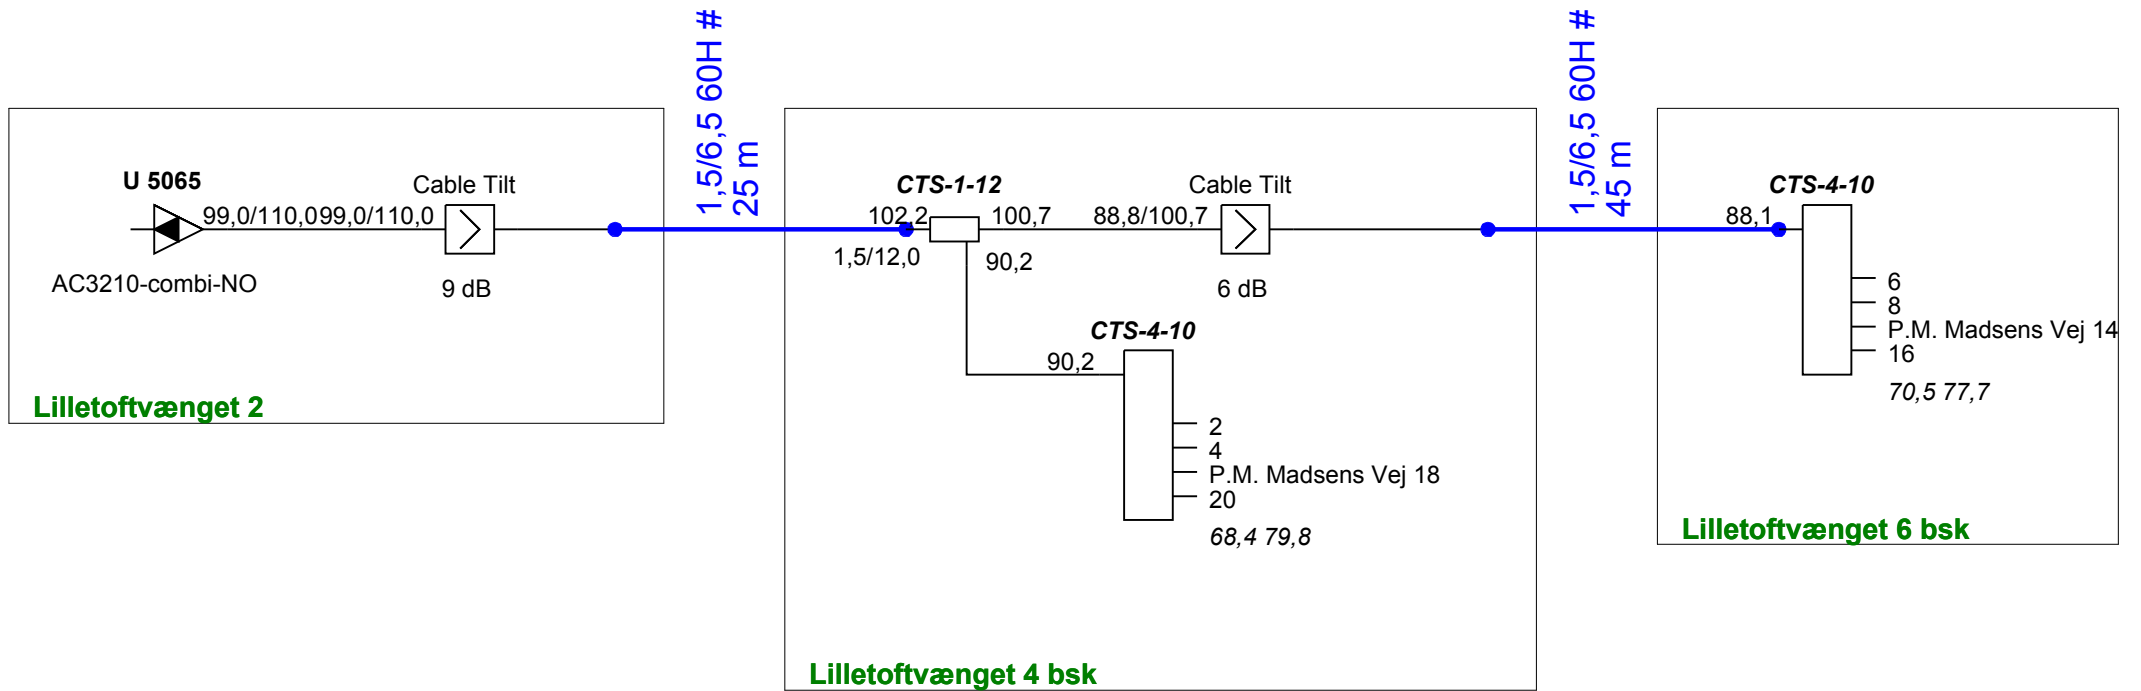 1,5/6,5 60H #
25 m
1,5/6,5 60H #
45 m
U 5065
99,0/110,099,0/110,0
AC3210-combi-NO
Cable Tilt
9 dB
Lilletoftvænget 2
CTS-1-12
102,2
100,7
1,5/12,0
90,2
88,8/100,7
Cable Tilt
6 dB
CTS-4-10
90,2
2
4
P.M. Madsens Vej 18
20
68,4 79,8
Lilletoftvænget 4 bsk
CTS-4-10
88,1
6
8
P.M. Madsens Vej 14
16
70,5 77,7
Lilletoftvænget 6 bsk